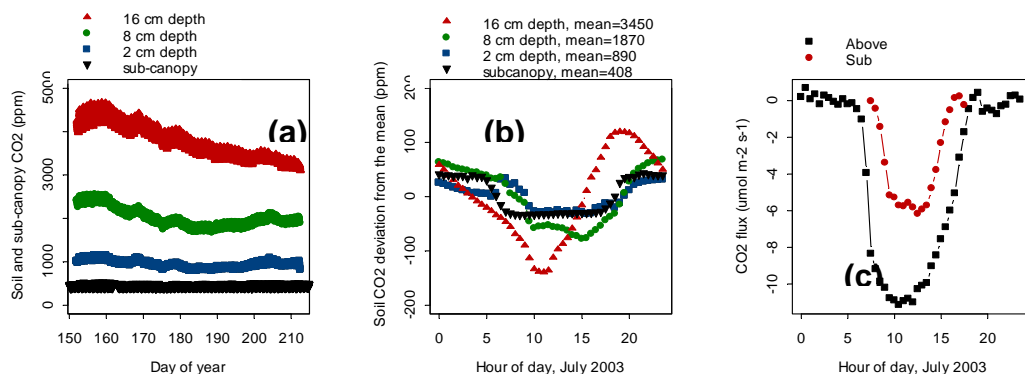 16 cm depth
8 cm depth
2 cm depth
sub-canopy
(a)
Soil and sub-canopy CO2 (ppm)
5000
3000
1000
0
150 160 170 180 190 200 210
Day of year
16 cm depth, mean=3450
8 cm depth, mean=1870
2 cm depth, mean=890
subcanopy, mean=408
(b)
Soil CO2 deviation from the mean (ppm)
200
100
0
-100
-200
0 5 10 15 20
Hour of day, July 2003
Above
Sub
(c)
CO2 flux (umol m-2 s-1)
0
-2
-4
-6
-8
-10
0 5 10 15 20
Hour of day, July 2003